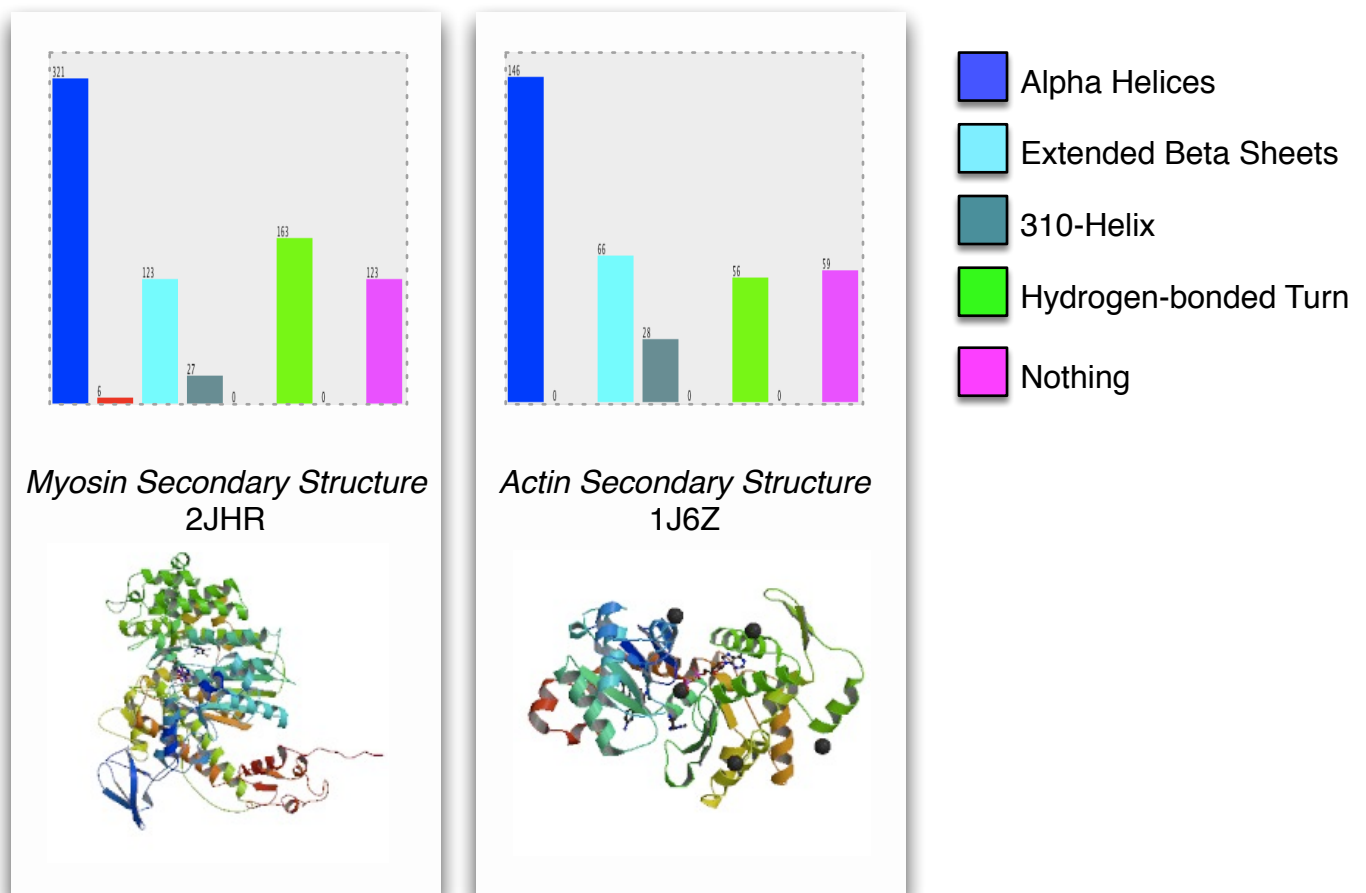 321
6
123
27
0
163
0
123
Myosin Secondary Structure
2JHR
146
0
66
28
0
56
0
59
Actin Secondary Structure
1J6Z
Alpha Helices
Extended Beta Sheets
310-Helix
Hydrogen-bonded Turn
Nothing